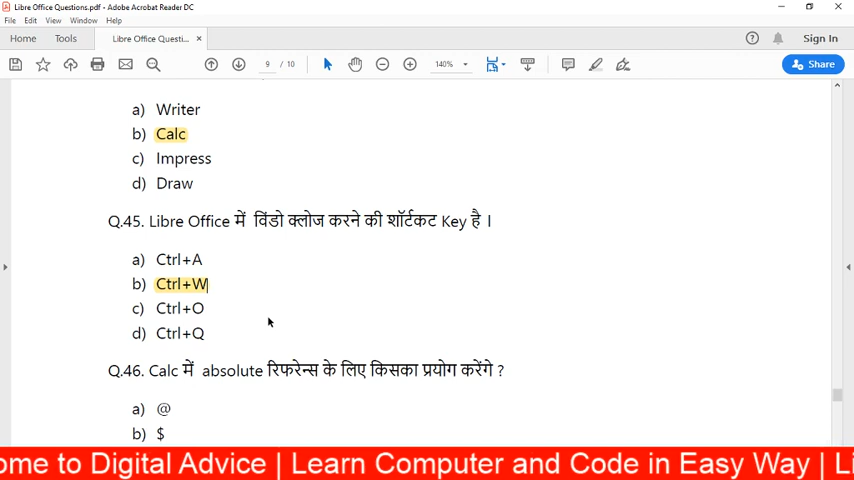 Libre Office Questions.pdf - Adobe Acrobat Reader DC
File Edit View Window Help
Home Tools Libre Office Questi... × Sign In
9 / 10 140% Share
a) Writer
b) Calc
c) Impress
d) Draw
Q.45. Libre Office में विंडो क्लोज करने की शॉर्टकट Key है ।
a) Ctrl+A
b) Ctrl+W
c) Ctrl+O
d) Ctrl+Q
Q.46. Calc में absolute रिफरेन्स के लिए किसका प्रयोग करेंगे ?
a) @
b) $
ome to Digital Advice | Learn Computer and Code in Easy Way | Li